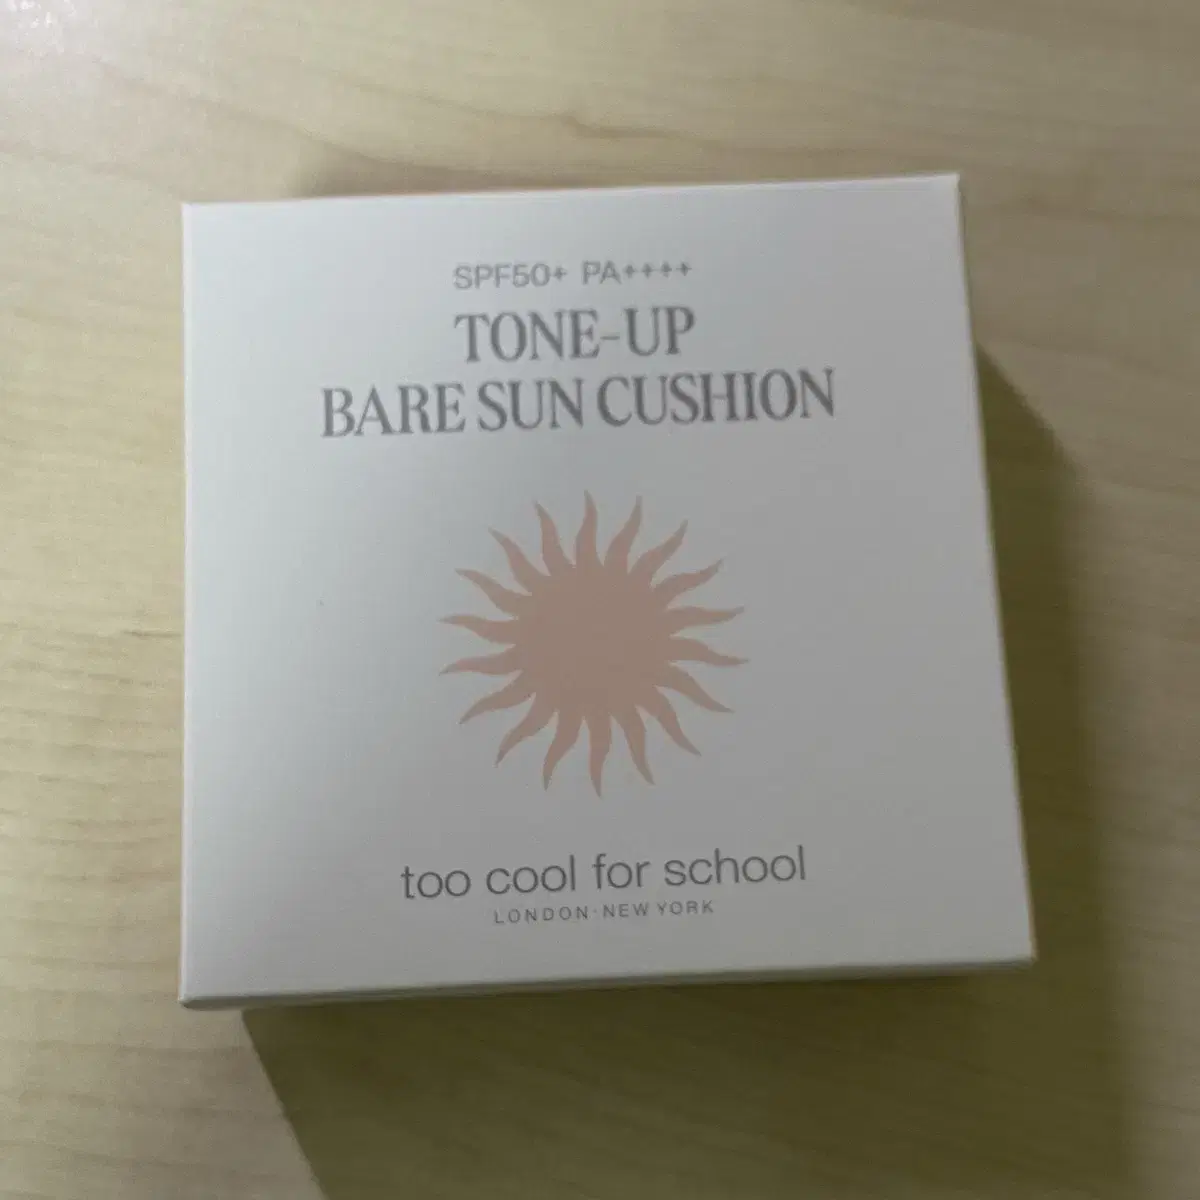 SPF50+ PA++++
TONE-UP
BARE SUN CUSHION
too cool for school
LONDON·NEW YORK